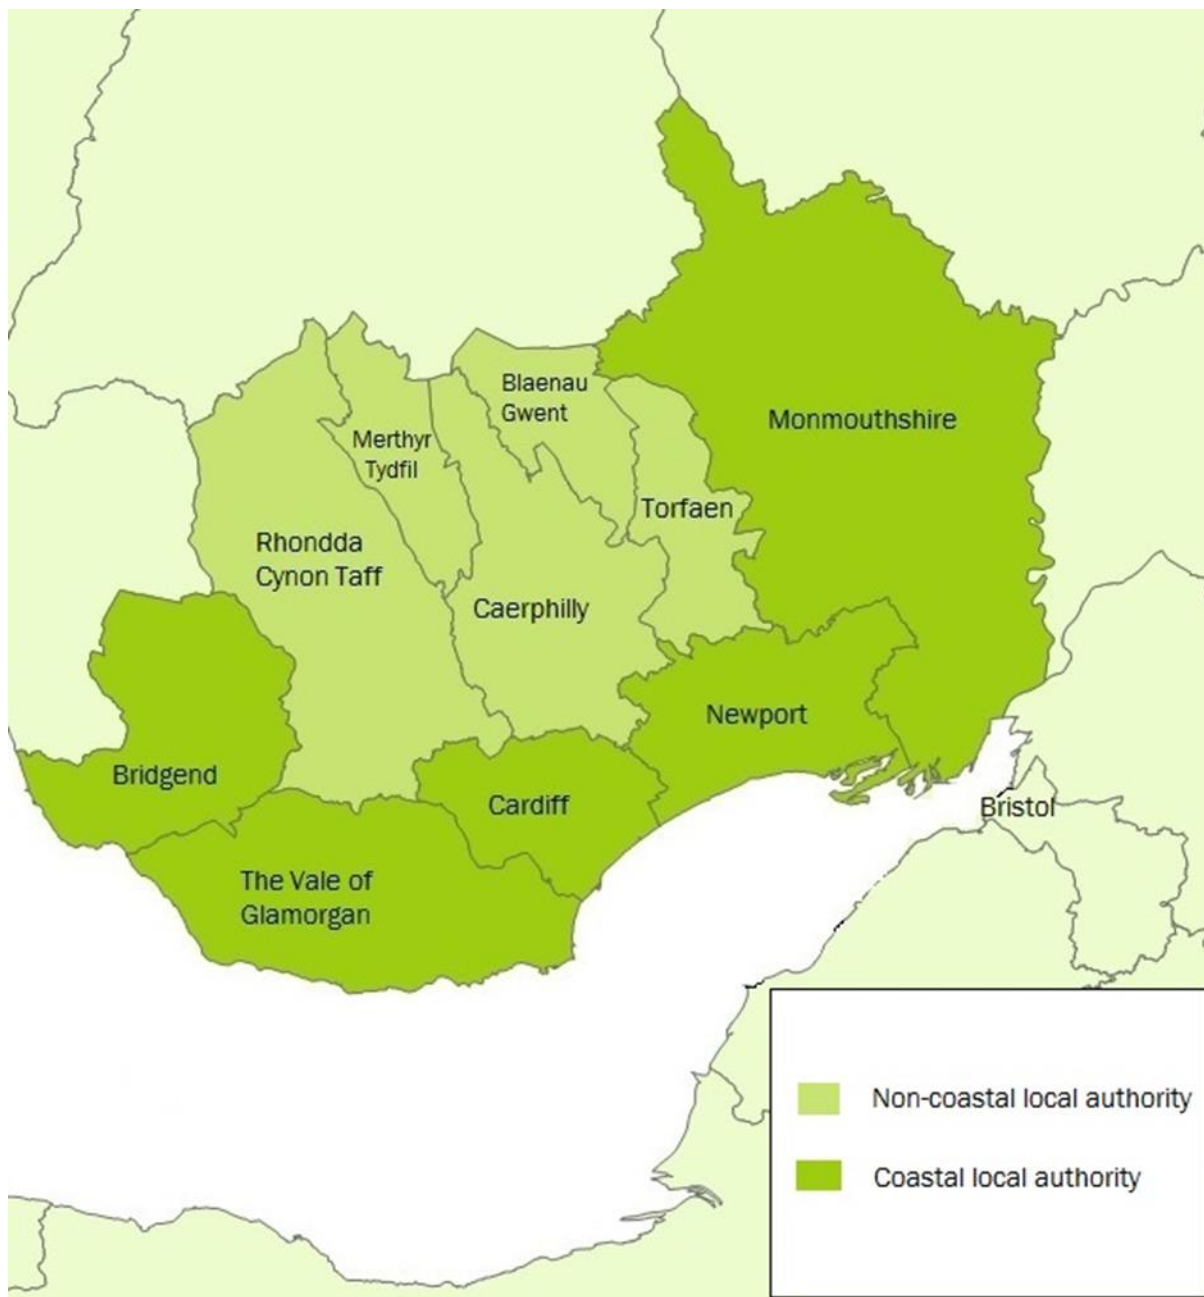 Blaenau
Gwent
Monmouthshire
Merthyr
Tydfil
Torfaen
Rhondda
Cynon Taff
Caerphilly
Newport
Bridgend
Cardiff
Bristol
The Vale of
Glamorgan
Non-coastal local authority
Coastal local authority